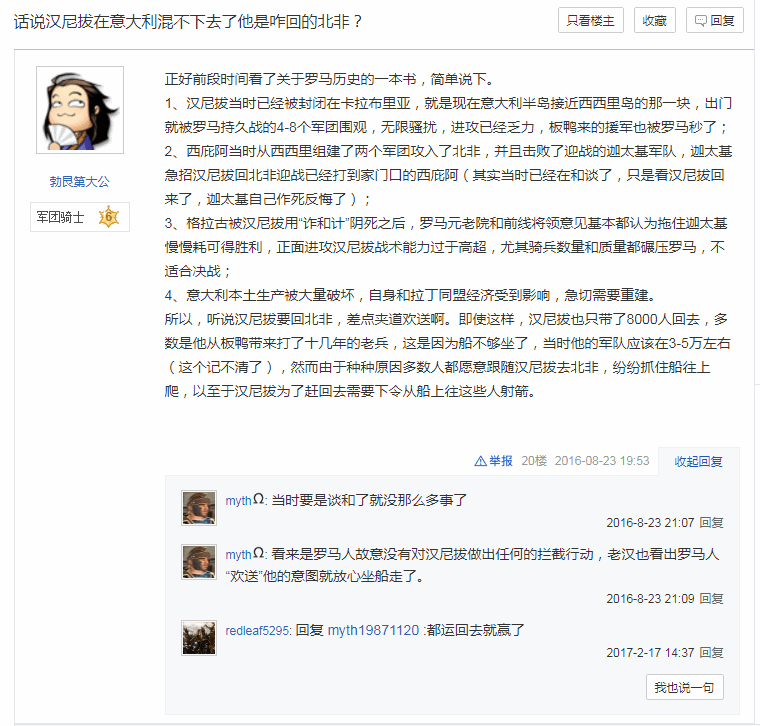 话说汉尼拔在意大利混不下去了他是咋回的北非？
只看楼主
收藏
回复
正好前段时间看了关于罗马历史的一本书，简单说下。
1、汉尼拔当时已经被封闭在卡拉布里亚，就是现在意大利半岛接近西西里岛的那一块，出门
就被罗马持久战的4-8个军团围观，无限骚扰，进攻已经乏力，板鸭来的援军也被罗马秒了；
2、西庇阿当时从西西里组建了两个军团攻入了北非，并且击败了迎战的迦太基军队，迦太基
急招汉尼拔回北非迎战已经打到家门口的西庇阿（其实当时已经在和谈了，只是看汉尼拔回
来了，迦太基自己作死反悔了）；
3、格拉古被汉尼拔用“诈和计”阴死之后，罗马元老院和前线将领意见基本都认为拖住迦太基
慢慢耗可得胜利，正面进攻汉尼拔战术能力过于高超，尤其骑兵数量和质量都碾压罗马，不
适合决战；
4、意大利本土生产被大量破坏，自身和拉丁同盟经济受到影响，急切需要重建。
所以，听说汉尼拔要回北非，差点夹道欢送啊。即使这样，汉尼拔也只带了8000人回去，多
数是他从板鸭带来打了十几年的老兵，这是因为船不够坐了，当时他的军队应该在3-5万左右
（这个记不清了），然而由于种种原因多数人都愿意跟随汉尼拔去北非，纷纷抓住船往上
爬，以至于汉尼拔为了赶回去需要下令从船上往这些人射箭。
勃艮第大公
军团骑士 6
举报 20楼 2016-08-23 19:53 收起回复
mythΩ: 当时要是谈和了就没那么多事了
2016-8-23 21:07 回复
mythΩ: 看来是罗马人故意没有对汉尼拔做出任何的拦截行动，老汉也看出罗马人
“欢送”他的意图就放心坐船走了。
2016-8-23 21:09 回复
redleaf5295: 回复 myth19871120 :都运回去就赢了
2017-2-17 14:37 回复
我也说一句